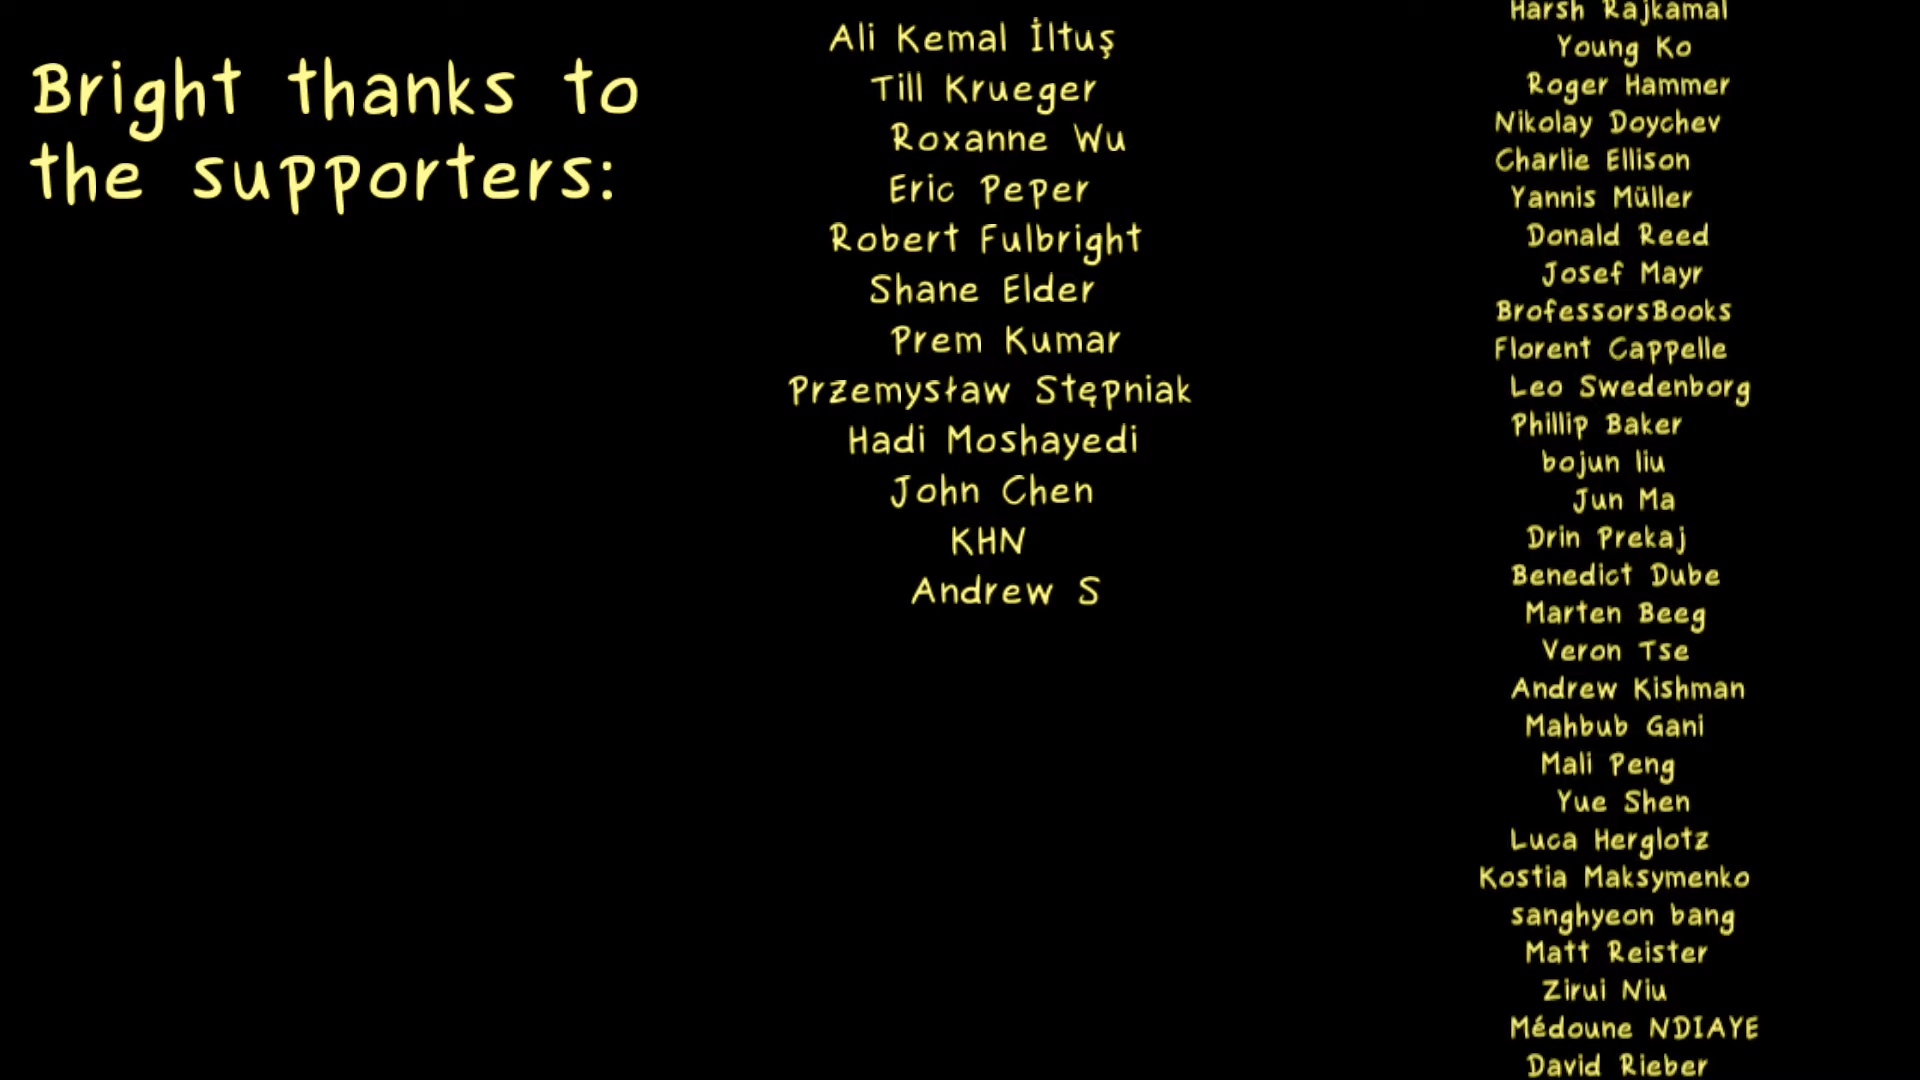 Bright thanks to
the supporters:
Ali Kemal İltuş
Till Krueger
Roxanne Wu
Eric Peper
Robert Fulbright
Shane Elder
Prem Kumar
Przemysław Stępniak
Hadi Moshayedi
John Chen
KHN
Andrew S
Harsh Rajkamal
Young Ko
Roger Hammer
Nikolay Doychev
Charlie Ellison
Yannis Müller
Donald Reed
Josef Mayr
BrofessorsBooks
Florent Cappelle
Leo Swedenborg
Phillip Baker
bojun liu
Jun Ma
Drin Prekaj
Benedict Dube
Marten Beeg
Veron Tse
Andrew Kishman
Mahbub Gani
Mali Peng
Yue Shen
Luca Herglotz
Kostia Maksymenko
sanghyeon bang
Matt Reister
Zirui Niu
Médoune NDIAYE
David Rieber